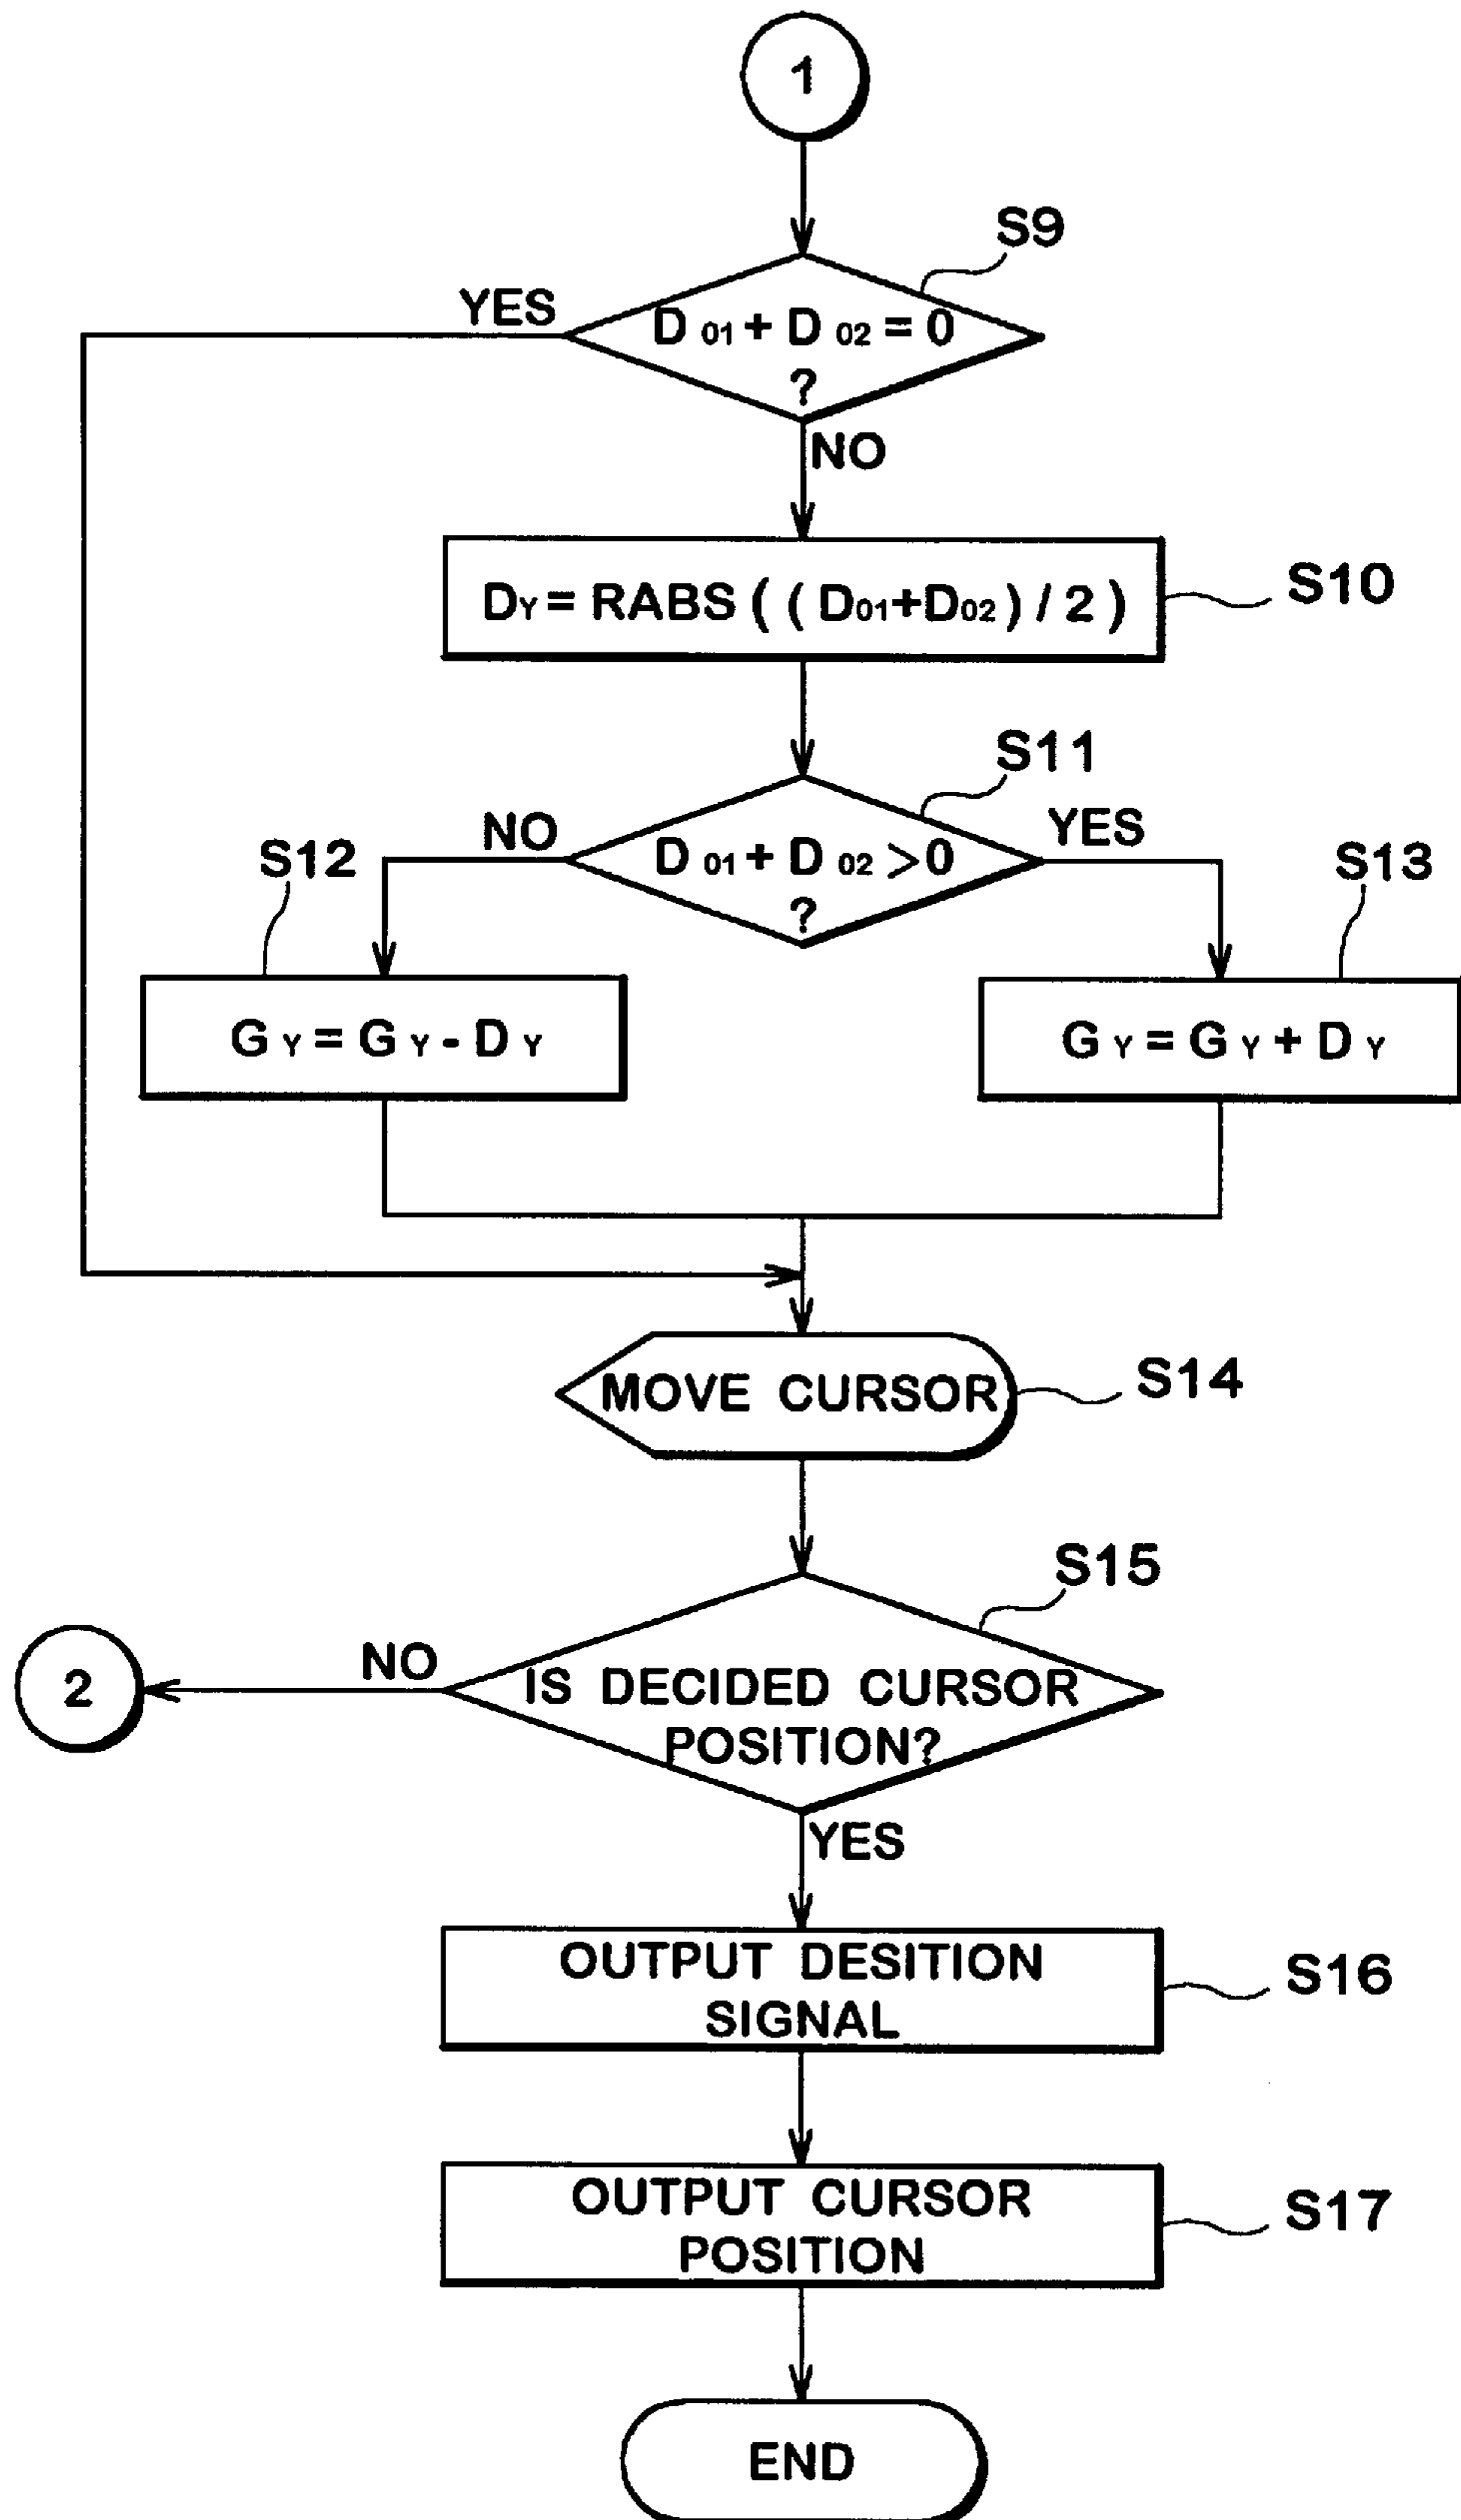 1
S9
YES
D01+D02=0
?
NO
DY=RABS((D01+D02)/2)
S10
S11
NO
YES
D01+D02>0
?
S12
S13
GY=GY-DY
GY=GY+DY
MOVE CURSOR
S14
S15
NO
2
IS DECIDED CURSOR
POSITION?
YES
OUTPUT DESITION
SIGNAL
S16
OUTPUT CURSOR
POSITION
S17
END